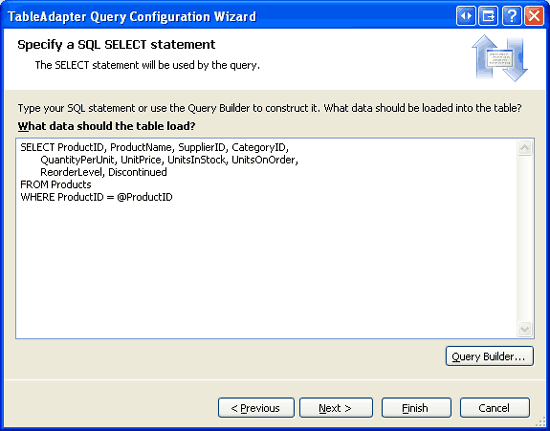 TableAdapter Query Configuration Wizard
Specify a SQL SELECT statement
The SELECT statement will be used by the query.
Type your SQL statement or use the Query Builder to construct it. What data should be loaded into the table?
What data should the table load?
SELECT ProductID, ProductName, SupplierID, CategoryID,
QuantityPerUnit, UnitPrice, UnitsInStock, UnitsOnOrder,
ReorderLevel, Discontinued
FROM Products
WHERE ProductID = @ProductID
Query Builder...
< Previous
Next >
Finish
Cancel